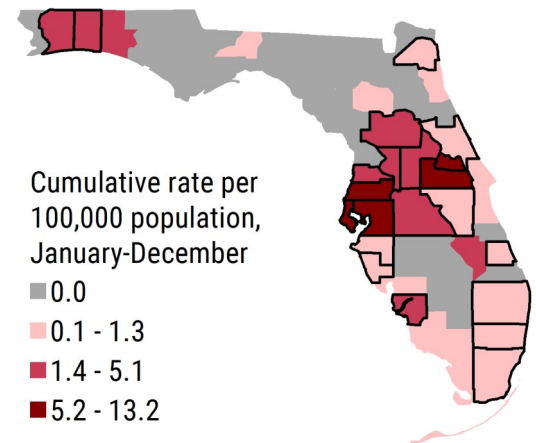 Cumulative rate per
100,000 population,
January-December
0.0
0.1 - 1.3
1.4 - 5.1
5.2 - 13.2